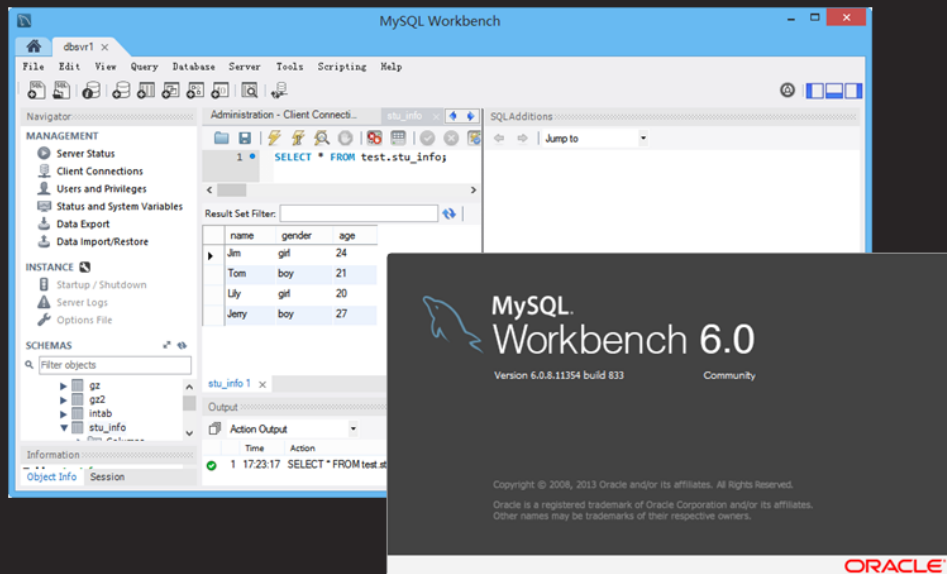 MySQL Workbench
dbsvr1
File Edit View Query Database Server Tools Scripting Help
Navigator
MANAGEMENT
Server Status
Client Connections
Users and Privileges
Status and System Variables
Data Export
Data Import/Restore
INSTANCE
Startup / Shutdown
Server Logs
Options File
SCHEMAS
Filter objects
gz
gz2
intab
stu_info
Columns
Information
Object Info Session
Administration - Client Connecti... stu_info
1 SELECT * FROM test.stu_info;
Result Set Filter:
name gender age
Jim girl 24
Tom boy 21
Lily girl 20
Jerry boy 27
stu_info 1
Output
Action Output
Time Action
1 17:23:17 SELECT * FROM test.st
SQLAdditions
Jump to
MySQL.
Workbench 6.0
Version 6.0.8.11354 build 833 Community
Copyright © 2008, 2013 Oracle and/or its affiliates. All Rights Reserved.
Oracle is a registered trademark of Oracle Corporation and/or its affiliates.
Other names may be trademarks of their respective owners.
ORACLE